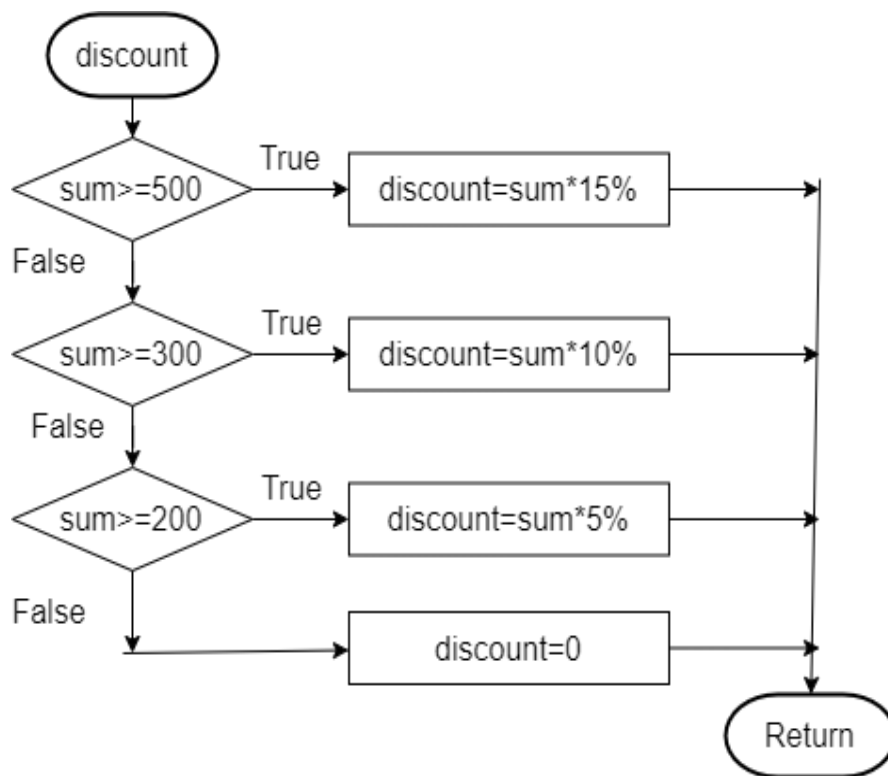 discount
True
sum>=500
discount=sum*15%
False
True
sum>=300
discount=sum*10%
False
True
sum>=200
discount=sum*5%
False
discount=0
Return